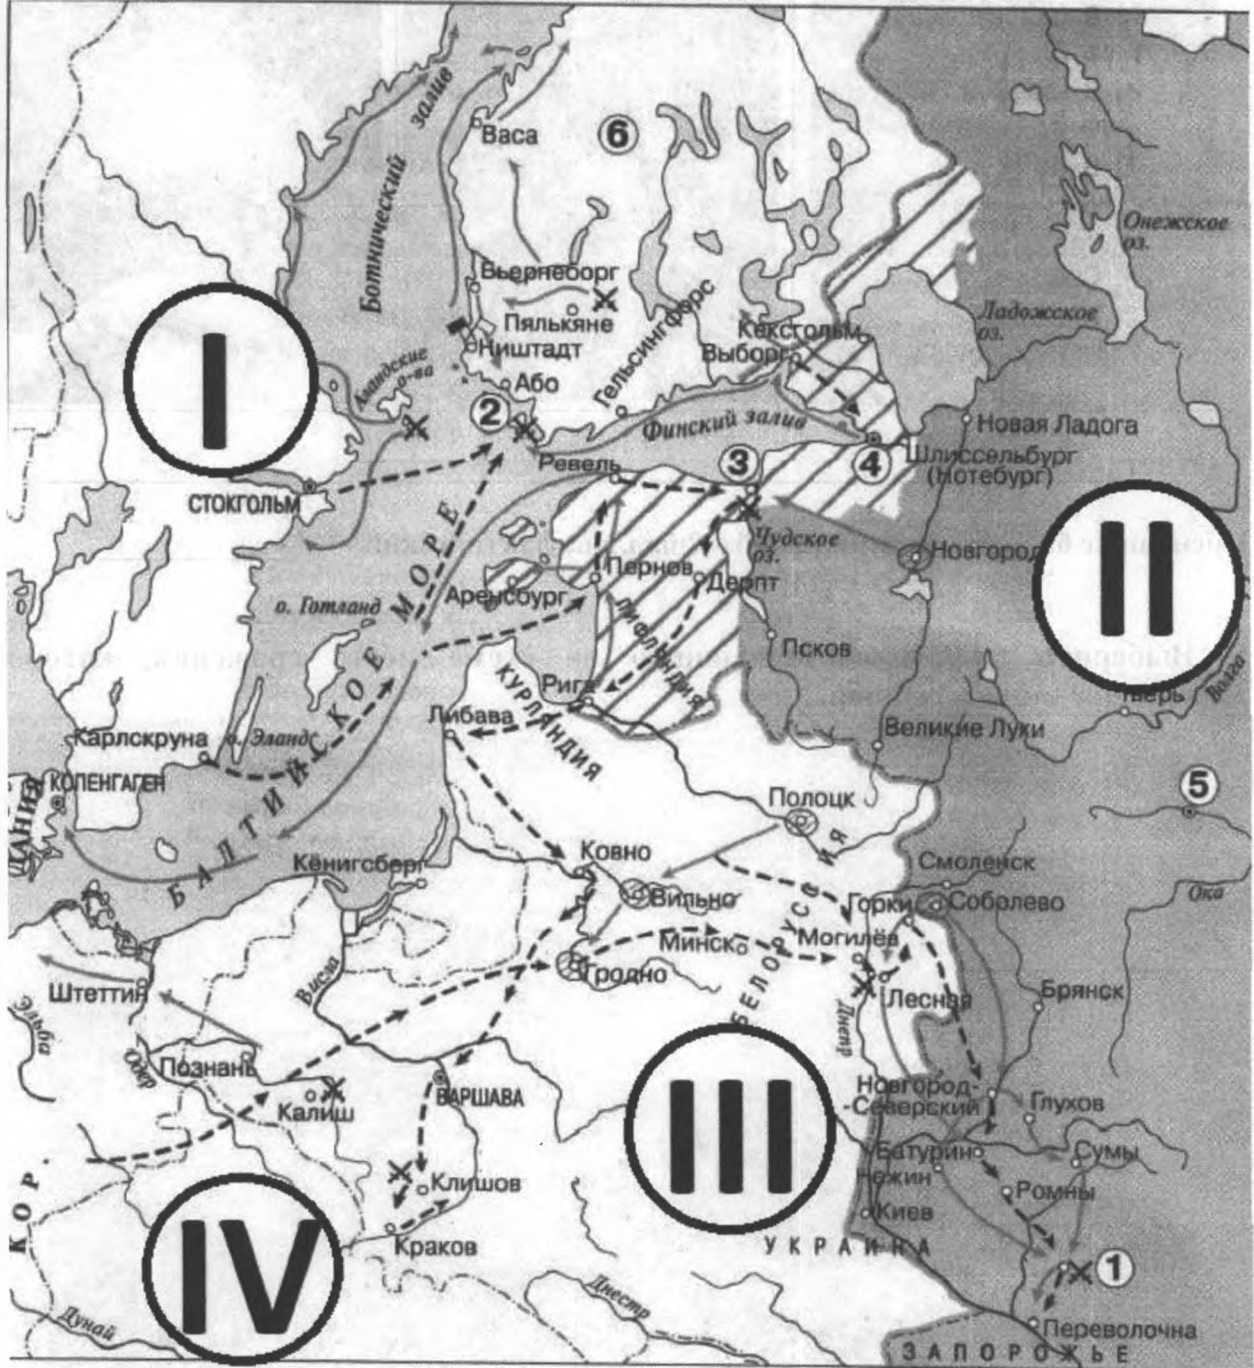 Ботнический
залив
Васа
6
Онежское
оз.
Вьернеборг
Пялькяне
Ништадт
Або
Гельсингфорс
Кексгольм
Выборг
Ладожское
оз.
I
Аландские
о-ва
2
Финский залив
Новая Ладога
3
4
Шлиссельбург
(Нотебург)
СТОКГОЛЬМ
Ревель
Чудское
оз.
Новгород
II
Пернов
Дерпт
Аренсбург
о. Готланд
ЛИФЛЯНДИЯ
Псков
Рига
КУРЛЯНДИЯ
Тверь
Волга
Либава
Великие Луки
Карлскруна
о. Эланд
КОПЕНГАГЕН
ДАНИЯ
БАЛТИЙСКОЕ МОРЕ
5
Полоцк
Кёнигсберг
Ковно
Смоленск
Вильно
Горки
Соболево
Ока
Минск
Могилёв
БЕЛОРУССИЯ
Гродно
Лесная
Брянск
Штеттин
Висла
Эльба
Одер
Днепр
Познань
Калиш
ВАРШАВА
III
Новгород-
-Северский
Глухов
Батурин
Сумы
Нежин
Клишов
Ромны
КОР.
IV
Краков
Киев
УКРАИНА
1
Днестр
Дунай
Переволочна
ЗАПОРОЖЬЕ